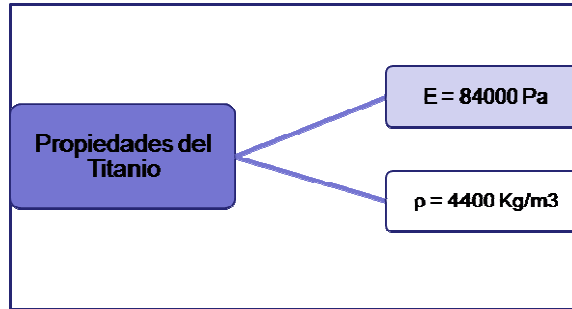 Propiedades del
Titanio
E = 84000 Pa
ρ = 4400 Kg/m3